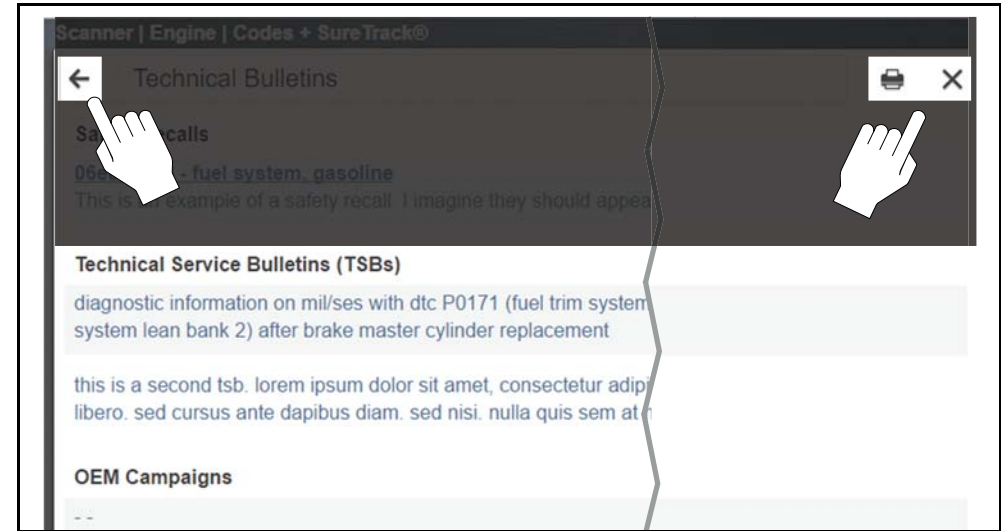 Scanner | Engine | Codes + SureTrack®
Technical Bulletins
calls
- fuel system, gasoline
This is an example of a safety recall. I imagine they should appea
Technical Service Bulletins (TSBs)
diagnostic information on mil/ses with dtc P0171 (fuel trim system
system lean bank 2) after brake master cylinder replacement
this is a second tsb. lorem ipsum dolor sit amet, consectetur adipi
libero. sed cursus ante dapibus diam. sed nisi. nulla quis sem at
OEM Campaigns
- -